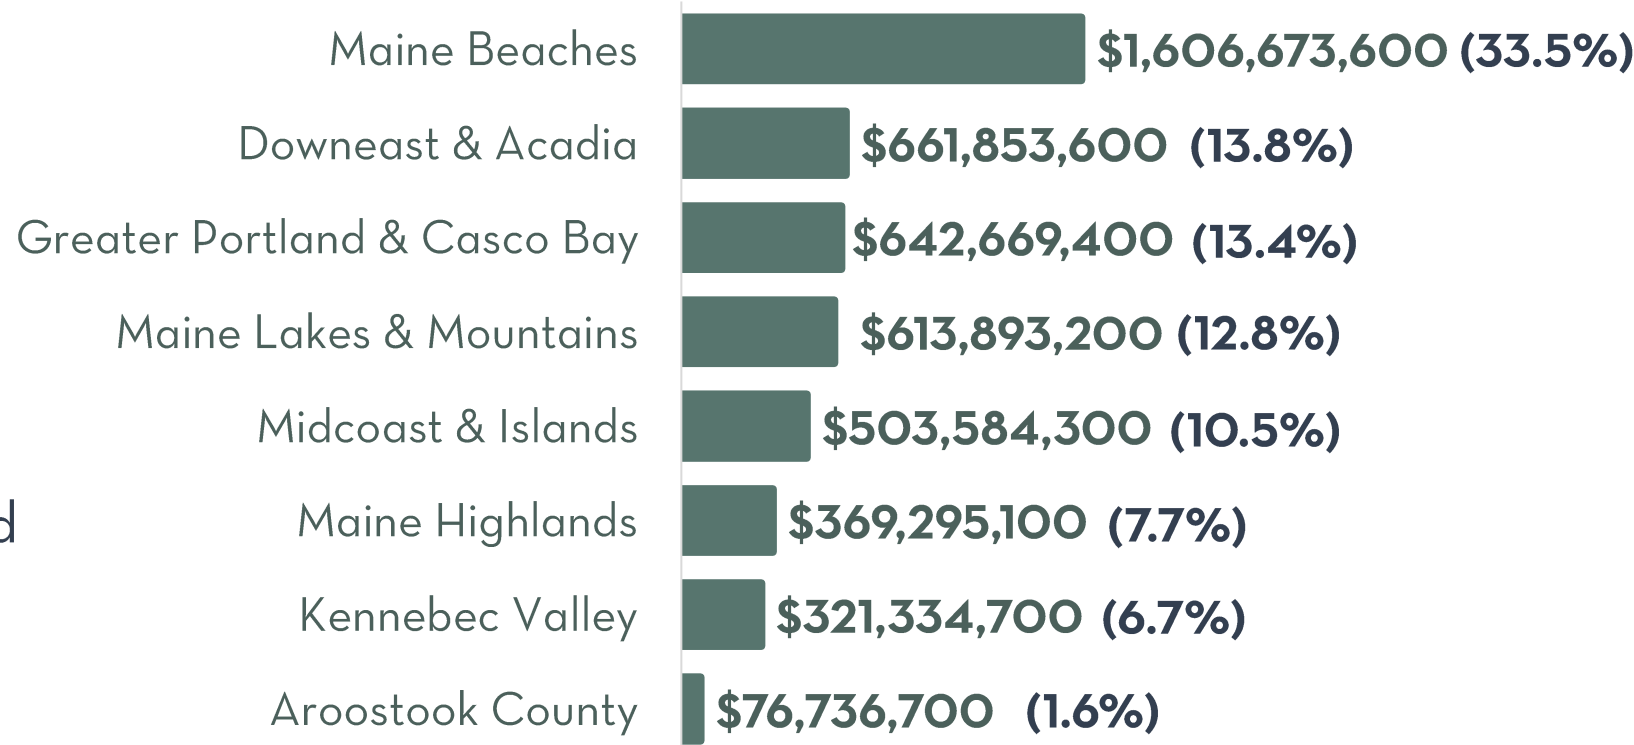 Maine Beaches $1,606,673,600 (33.5%)
Downeast & Acadia $661,853,600 (13.8%)
Greater Portland & Casco Bay $642,669,400 (13.4%)
Maine Lakes & Mountains $613,893,200 (12.8%)
Midcoast & Islands $503,584,300 (10.5%)
d Maine Highlands $369,295,100 (7.7%)
Kennebec Valley $321,334,700 (6.7%)
Aroostook County $76,736,700 (1.6%)